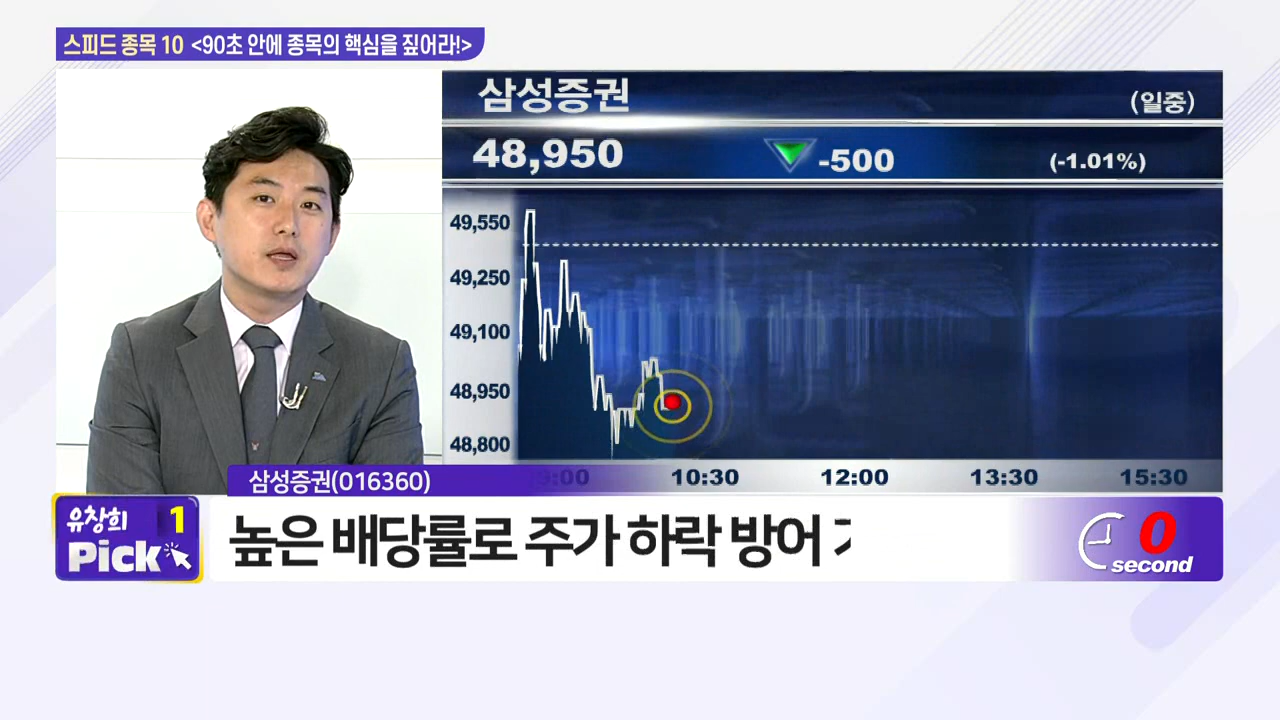 스피드 종목 10 <90초 안에 종목의 핵심을 짚어라!>
삼성증권
(일중)
48,950
-500
(-1.01%)
49,550
49,250
49,100
48,950
48,800
9:00
10:30
12:00
13:30
15:30
삼성증권(016360)
유창희
1
Pick
높은 배당률로 주가 하락 방어
0
second